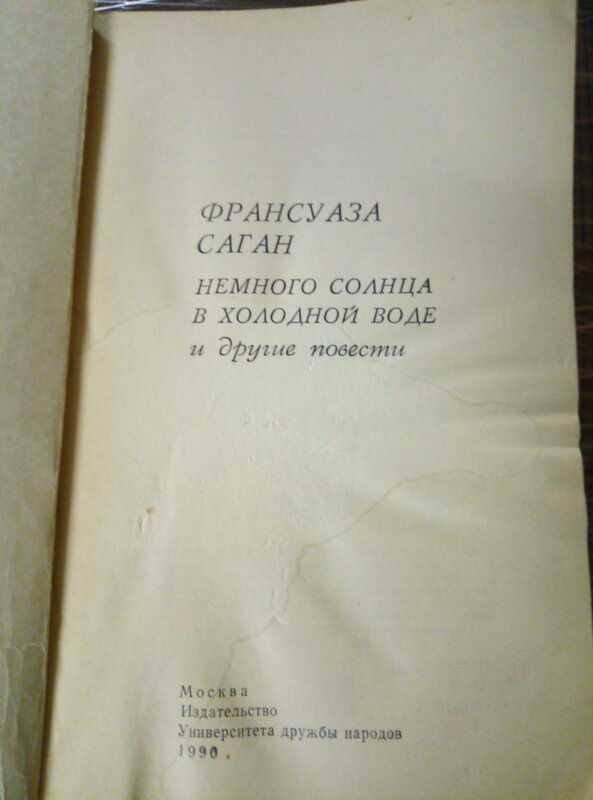 ФРАНСУАЗА
САГАН
НЕМНОГО СОЛНЦА
В ХОЛОДНОЙ ВОДЕ
и другие повести
Москва
Издательство
Университета дружбы народов
1990